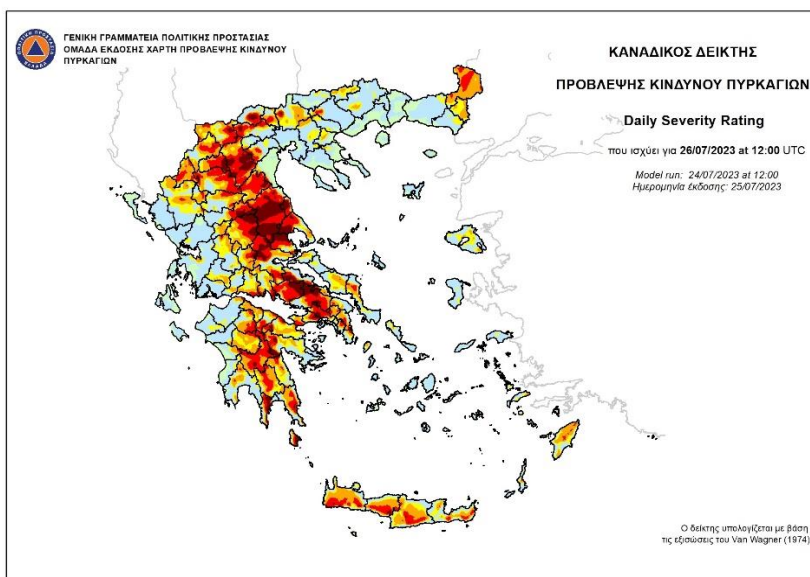 ΓΕΝΙΚΗ ΓΡΑΜΜΑΤΕΙΑ ΠΟΛΙΤΙΚΗΣ ΠΡΟΣΤΑΣΙΑΣ
ΟΜΑΔΑ ΕΚΔΟΣΗΣ ΧΑΡΤΗ ΠΡΟΒΛΕΨΗΣ ΚΙΝΔΥΝΟΥ
ΠΥΡΚΑΓΙΩΝ
ΚΑΝΑΔΙΚΟΣ ΔΕΙΚΤΗΣ
ΠΡΟΒΛΕΨΗΣ ΚΙΝΔΥΝΟΥ ΠΥΡΚΑΓΙΩΝ
Daily Severity Rating
που ισχύει για 26/07/2023 at 12:00 UTC
Model run: 24/07/2023 at 12:00
Ημερομηνία έκδοσης: 25/07/2023
Ο δείκτης υπολογίζεται με βάση
τις εξισώσεις του Van Wagner (1974)